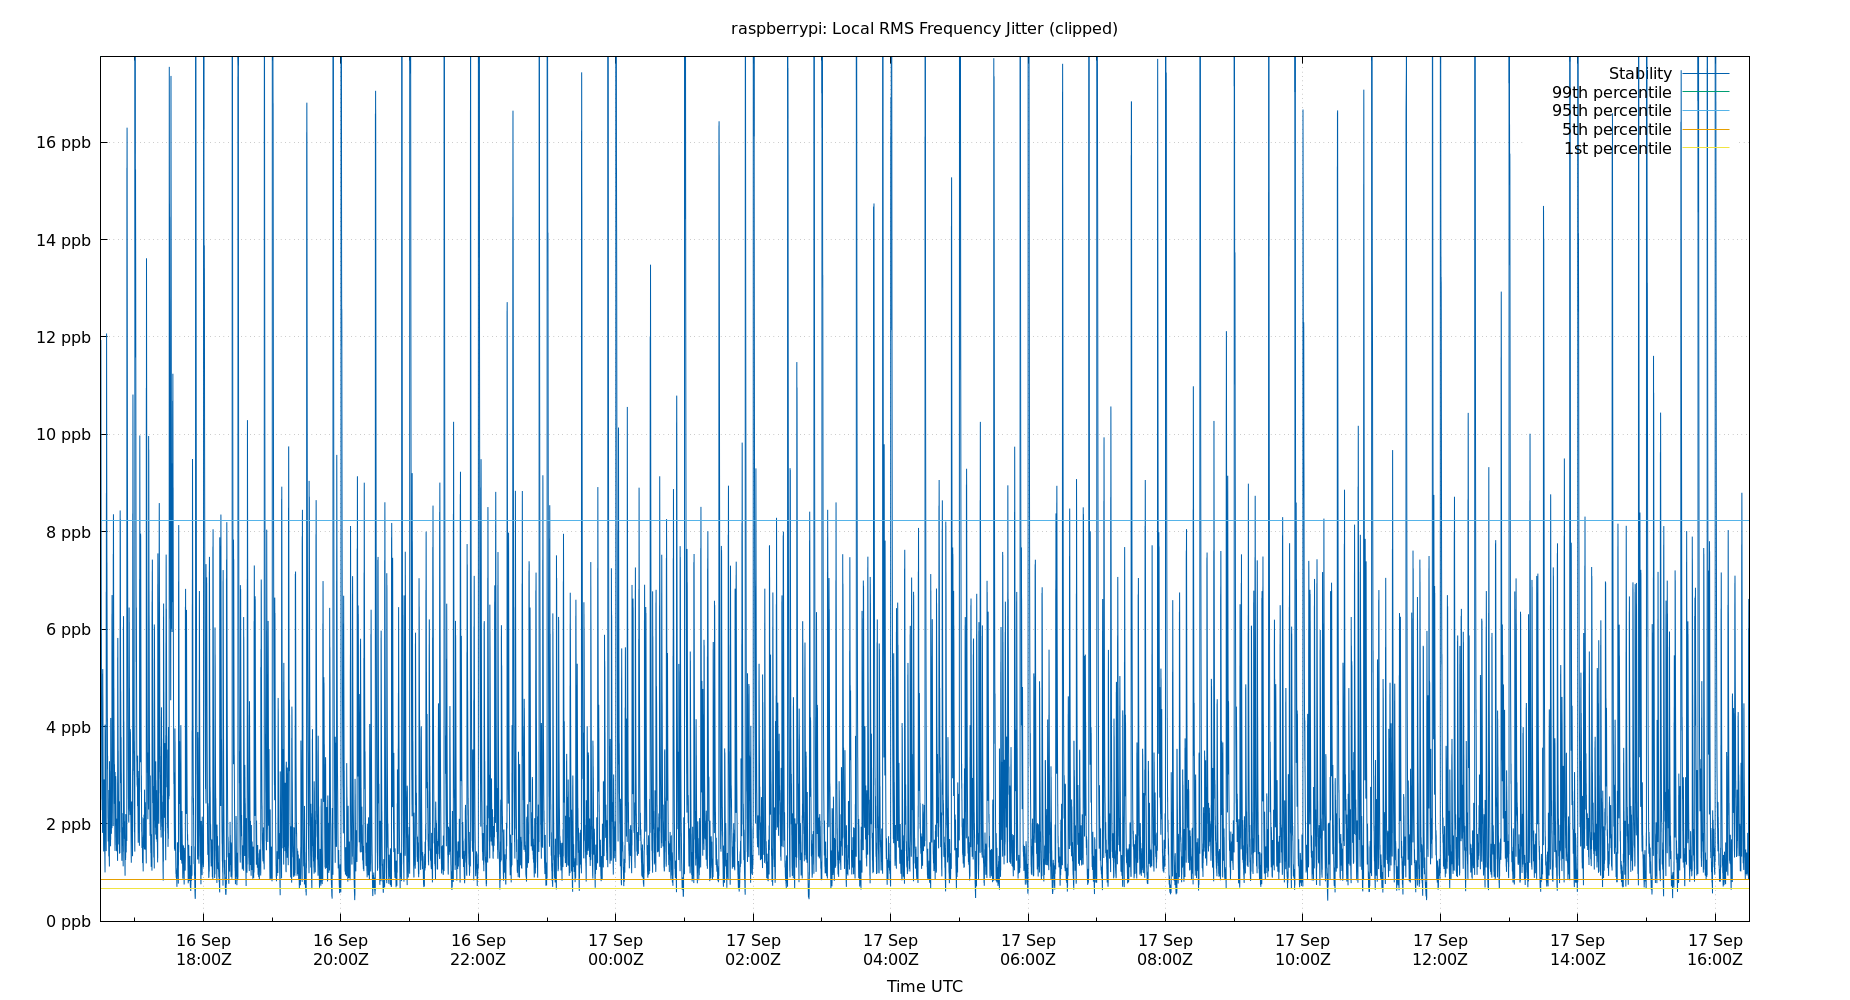 raspberrypi: Local RMS Frequency Jitter (clipped)
Stability
99th percentile
95th percentile
5th percentile
1st percentile
16 ppb
14 ppb
12 ppb
10 ppb
8 ppb
6 ppb
4 ppb
2 ppb
0 ppb
16 Sep 16 Sep 16 Sep 17 Sep 17 Sep 17 Sep 17 Sep 17 Sep 17 Sep 17 Sep 17 Sep 17 Sep
18:00Z 20:00Z 22:00Z 00:00Z 02:00Z 04:00Z 06:00Z 08:00Z 10:00Z 12:00Z 14:00Z 16:00Z
Time UTC